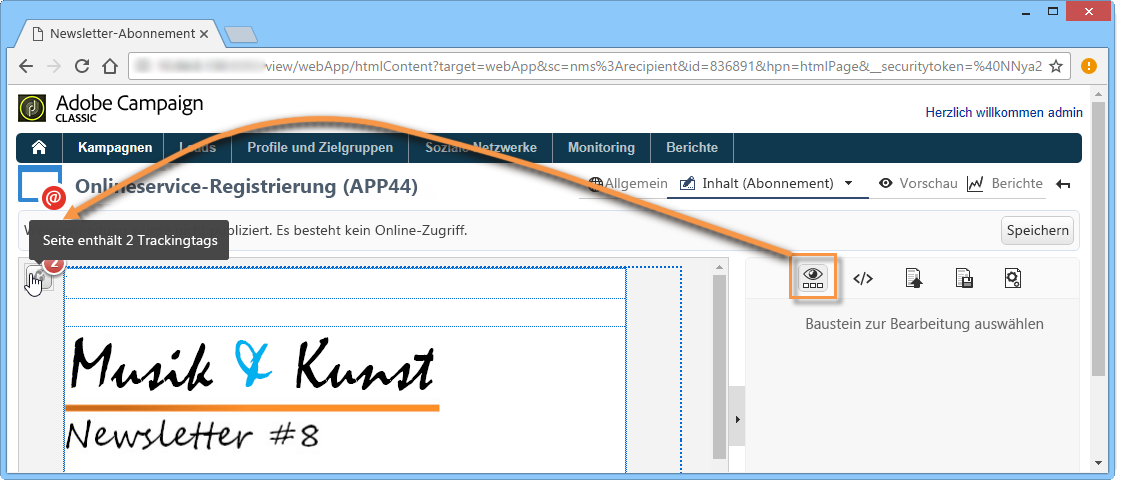 Newsletter-Abonnement
view/webApp/htmlContent?target=webApp&sc=nms%3Arecipient&id=836891&hpn=htmlPage&__securitytoken=%40NNya2
Adobe Campaign
CLASSIC
Herzlich willkommen admin
Kampagnen Leads Profile und Zielgruppen Soziale Netzwerke Monitoring Berichte
@ Onlineservice-Registrierung (APP44) Allgemein Inhalt (Abonnement) Vorschau Berichte
bliziert. Es besteht kein Online-Zugriff. Speichern
Seite enthält 2 Trackingtags
2
</>
Baustein zur Bearbeitung auswählen
Musik & Kunst
Newsletter #8